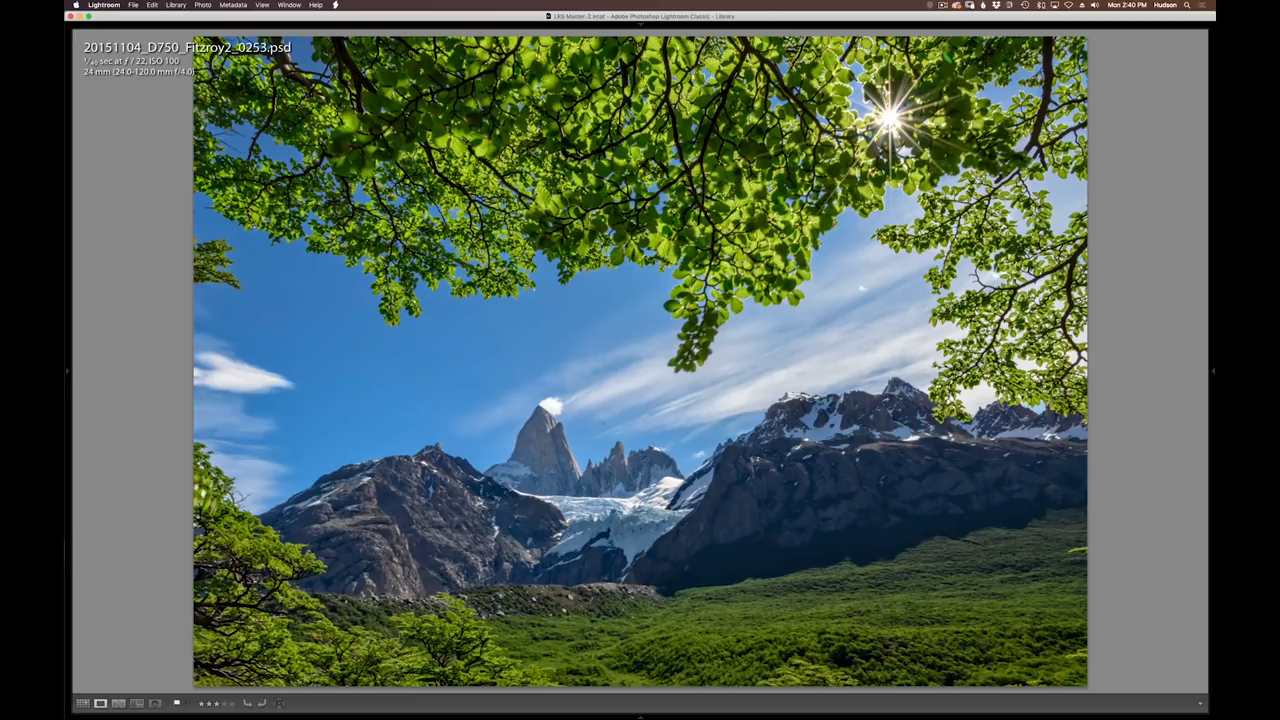 Lightroom File Edit Library Photo Metadata View Window Help
Mon 2:40 PM Hudson
LRS Master-2.lrcat - Adobe Photoshop Lightroom Classic - Library
20151104_D750_Fitzroy2_0253.psd
1/40 sec at ƒ / 22, ISO 100
24 mm (24.0-120.0 mm f/4.0)